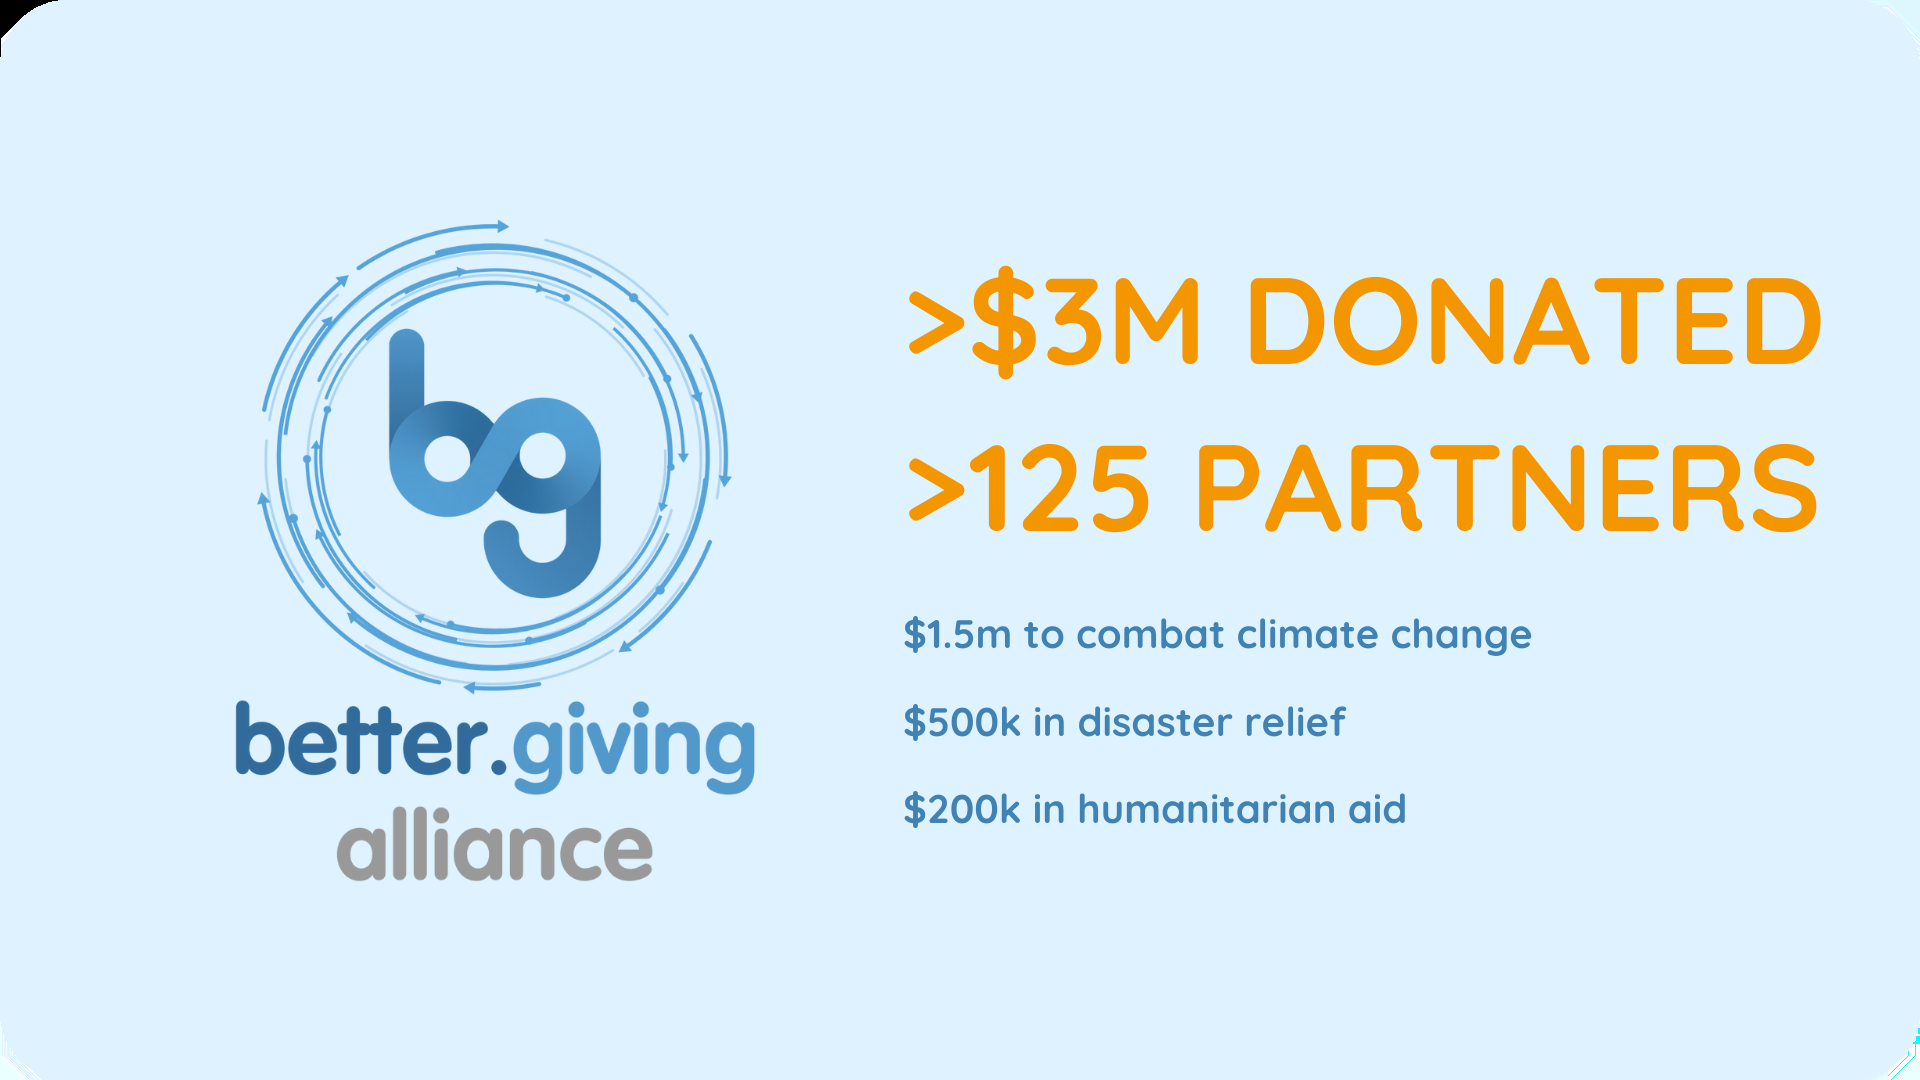 bg
better.giving
alliance
>$3M DONATED
>125 PARTNERS
$1.5m to combat climate change
$500k in disaster relief
$200k in humanitarian aid